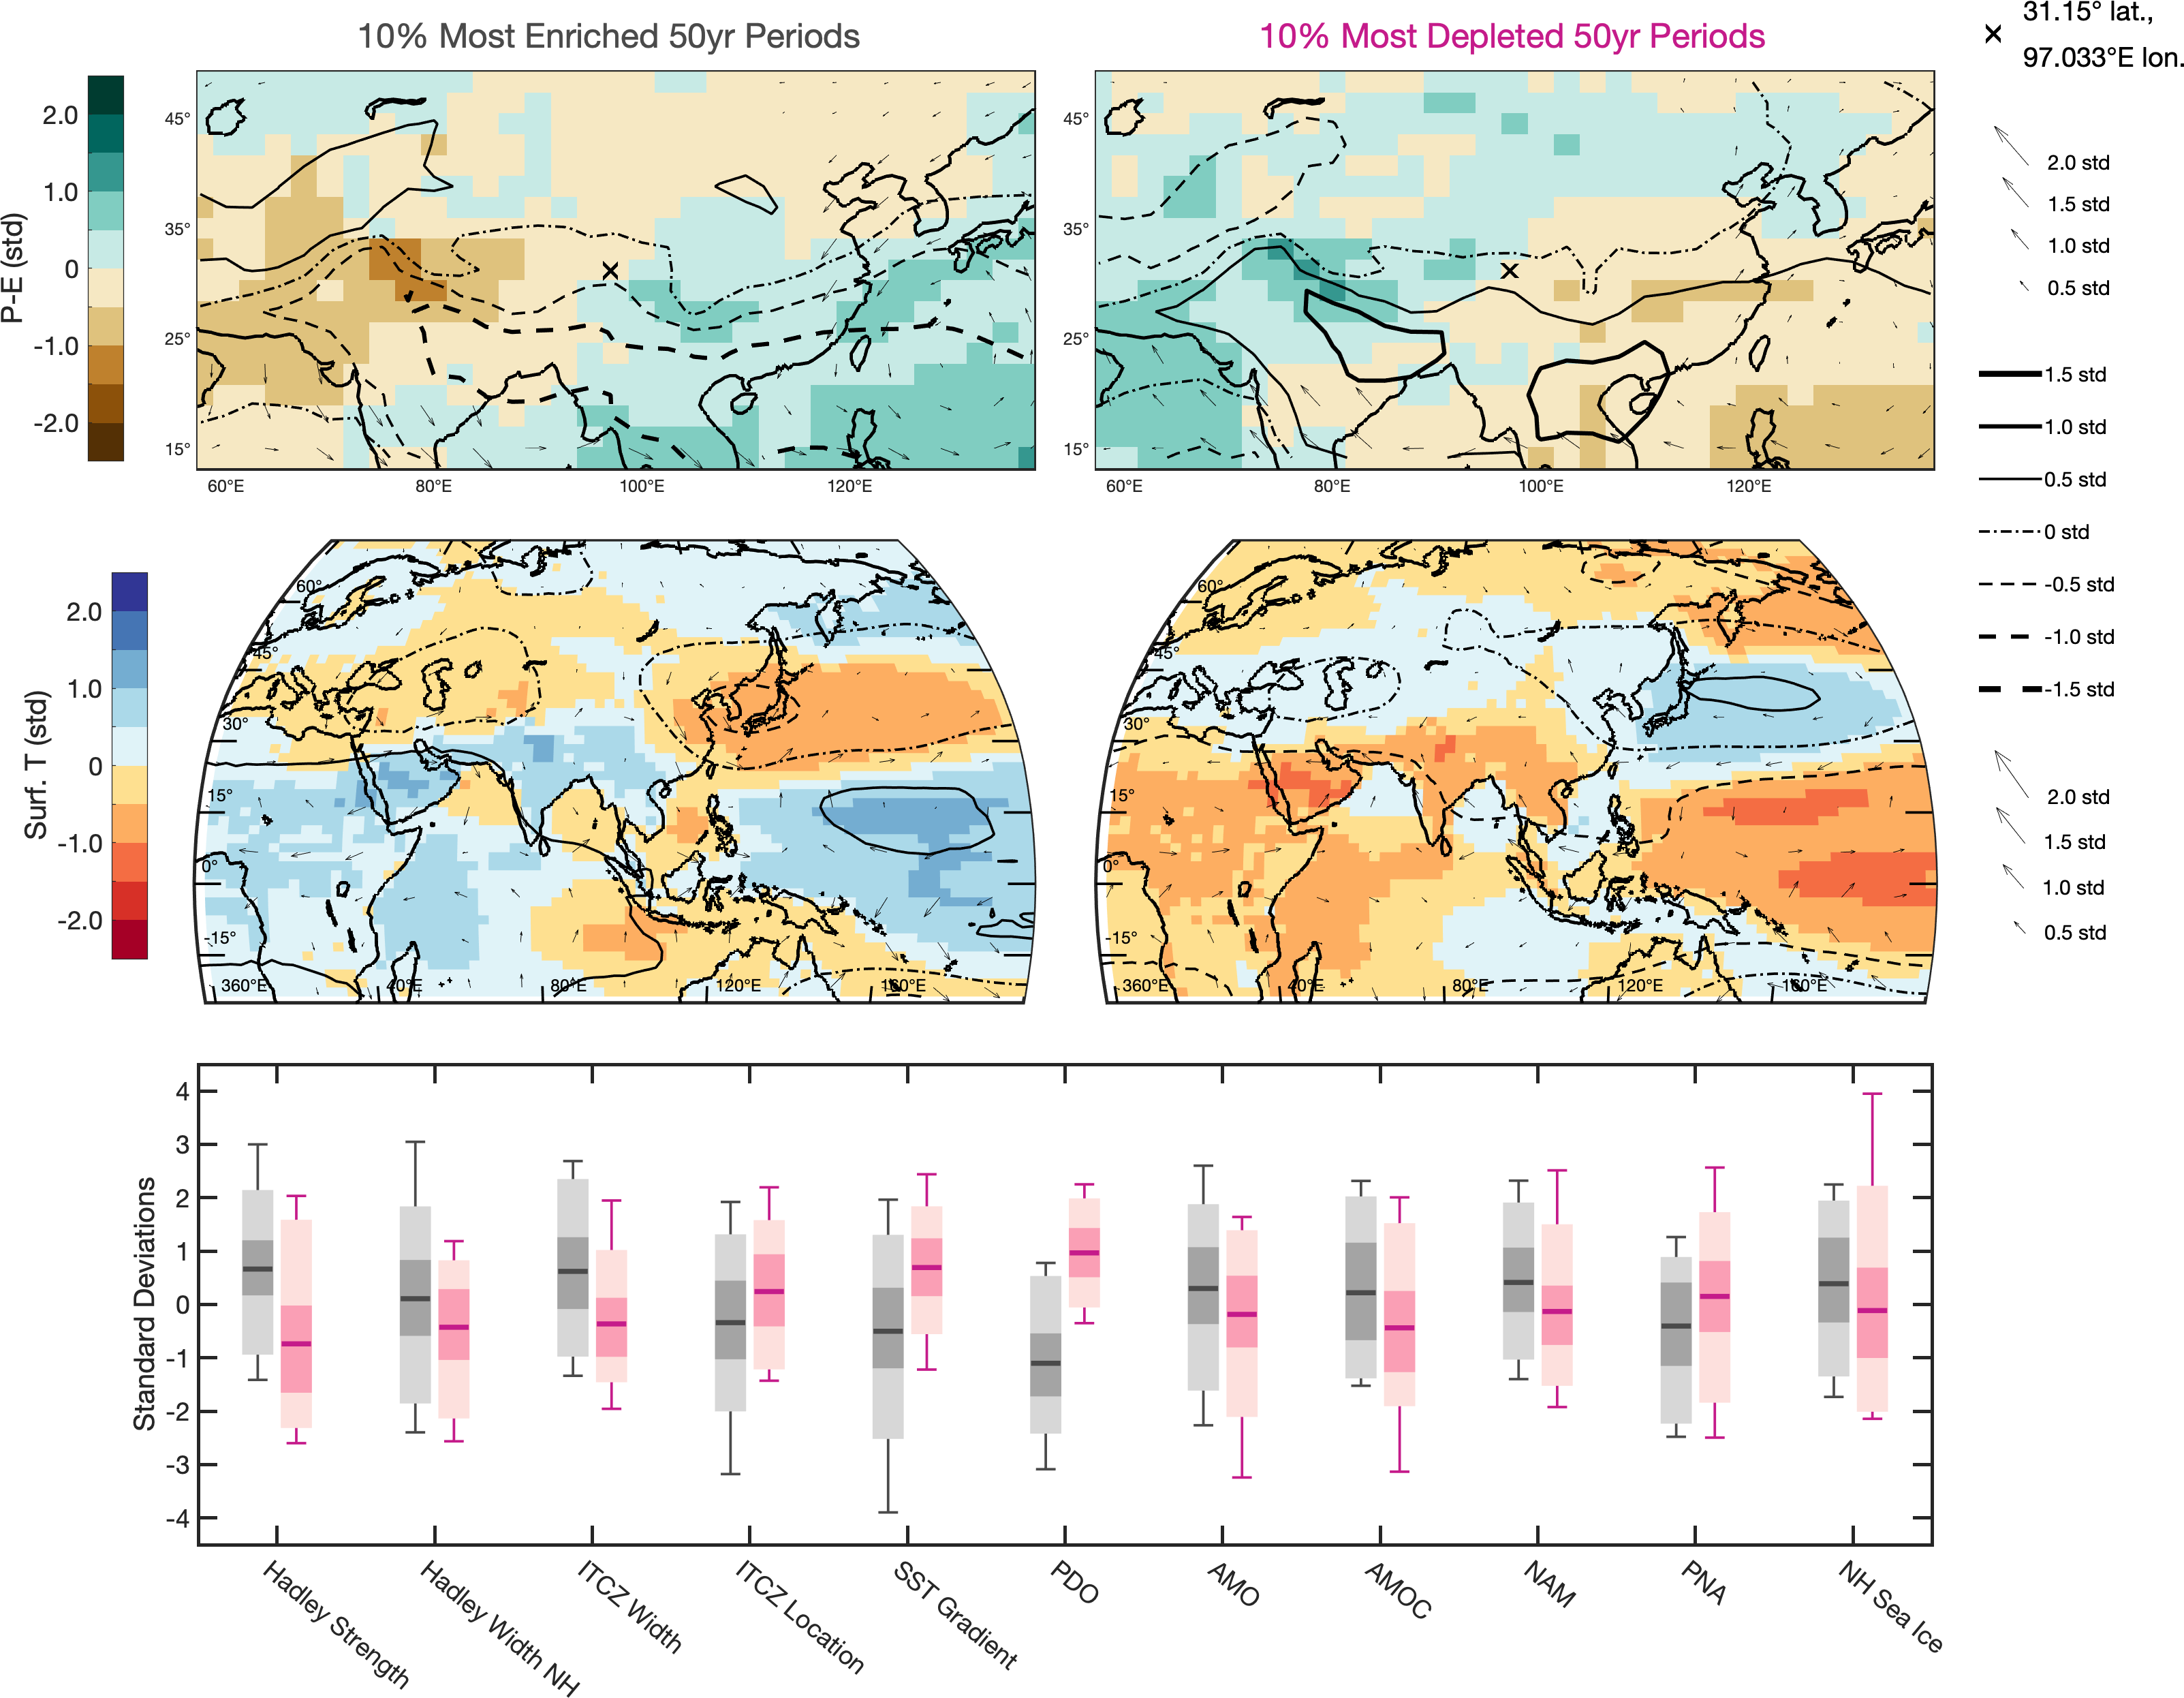 10% Most Enriched 50yr Periods
10% Most Depleted 50yr Periods
31.15° lat.,
97.033°E lon.
P-E (std)
2.0
1.0
0
-1.0
-2.0
45°
35°
25°
15°
60°E
80°E
100°E
120°E
45°
35°
25°
15°
60°E
80°E
100°E
120°E
2.0 std
1.5 std
1.0 std
0.5 std
1.5 std
1.0 std
0.5 std
0 std
-0.5 std
-1.0 std
-1.5 std
2.0 std
1.5 std
1.0 std
0.5 std
Surf. T (std)
2.0
1.0
0
-1.0
-2.0
60°
45°
30°
15°
0°
-15°
360°E
40°E
80°E
120°E
160°E
60°
45°
30°
15°
0°
-15°
360°E
40°E
80°E
120°E
160°E
Standard Deviations
4
3
2
1
0
-1
-2
-3
-4
Hadley Strength
Hadley Width NH
ITCZ Width
ITCZ Location
SST Gradient
PDO
AMO
AMOC
NAM
PNA
NH Sea Ice